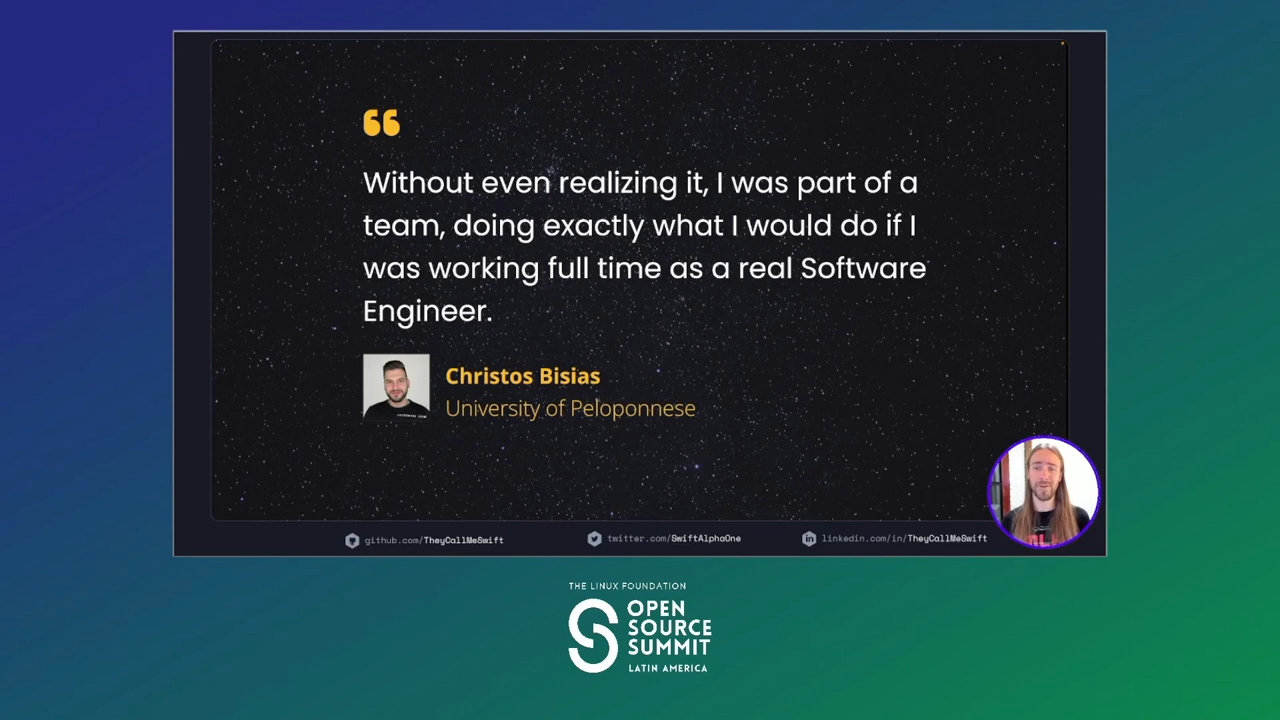 “
Without even realizing it, I was part of a
team, doing exactly what I would do if I
was working full time as a real Software
Engineer.
Christos Bisias
University of Peloponnese
github.com/TheyCallMeSwift
twitter.com/SwiftAlphaOne
linkedin.com/in/TheyCallMeSwift
THE LINUX FOUNDATION
OPEN
SOURCE
SUMMIT
LATIN AMERICA